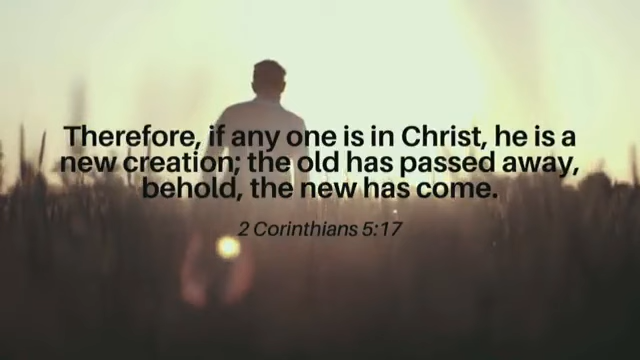 Therefore, if any one is in Christ, he is a
new creation; the old has passed away,
behold, the new has come.
2 Corinthians 5:17